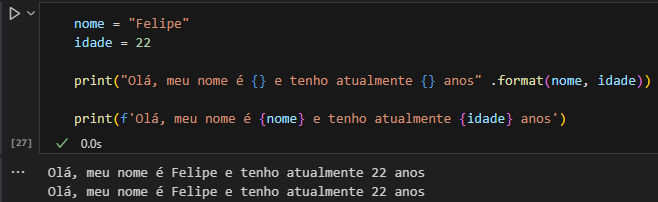 nome = "Felipe"
idade = 22
print("Olá, meu nome é {} e tenho atualmente {} anos" .format(nome, idade))
print(f'Olá, meu nome é {nome} e tenho atualmente {idade} anos')
[27]
0.0s
Olá, meu nome é Felipe e tenho atualmente 22 anos
Olá, meu nome é Felipe e tenho atualmente 22 anos